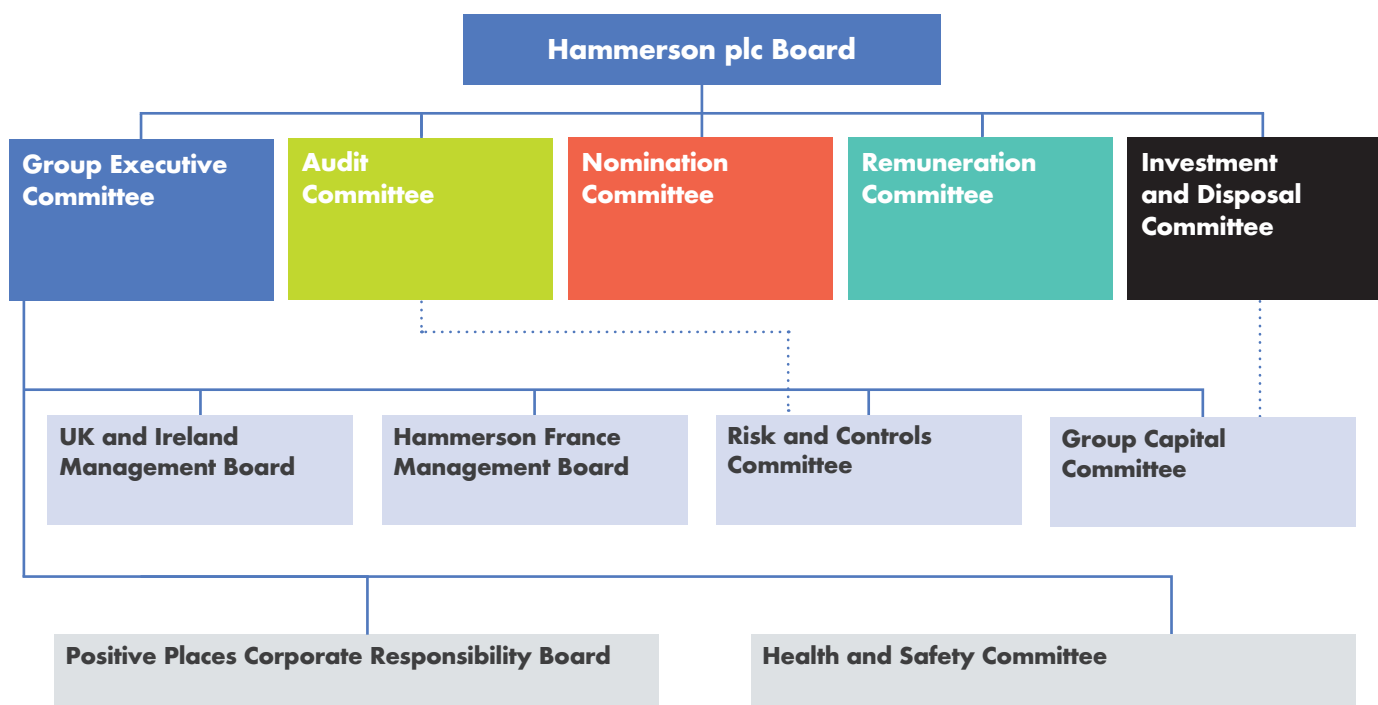 Hammerson plc Board
Group Executive
Committee
Audit
Committee
Nomination
Committee
Remuneration
Committee
Investment
and Disposal
Committee
UK and Ireland
Management Board
Hammerson France
Management Board
Risk and Controls
Committee
Group Capital
Committee
Positive Places Corporate Responsibility Board
Health and Safety Committee